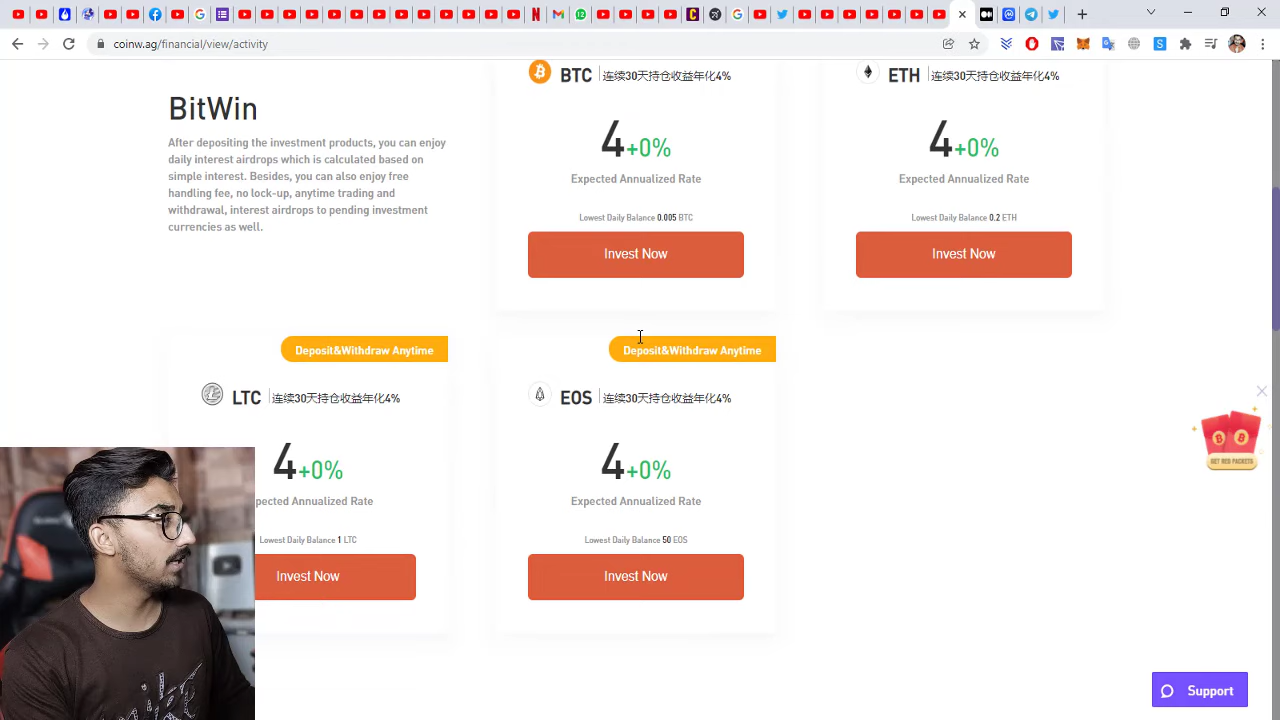 coinw.ag/financial/view/activity
BitWin
After depositing the investment products, you can enjoy
daily interest airdrops which is calculated based on
simple interest. Besides, you can also enjoy free
handling fee, no lock-up, anytime trading and
withdrawal, interest airdrops to pending investment
currencies as well.
BTC 连续30天持仓收益年化4%
4+0%
Expected Annualized Rate
Lowest Daily Balance 0.005 BTC
Invest Now
ETH 连续30天持仓收益年化4%
4+0%
Expected Annualized Rate
Lowest Daily Balance 0.2 ETH
Invest Now
Deposit&Withdraw Anytime
LTC 连续30天持仓收益年化4%
4+0%
pected Annualized Rate
Lowest Daily Balance 1 LTC
Invest Now
Deposit&Withdraw Anytime
EOS 连续30天持仓收益年化4%
4+0%
Expected Annualized Rate
Lowest Daily Balance 50 EOS
Invest Now
GET RED PACKETS
Support